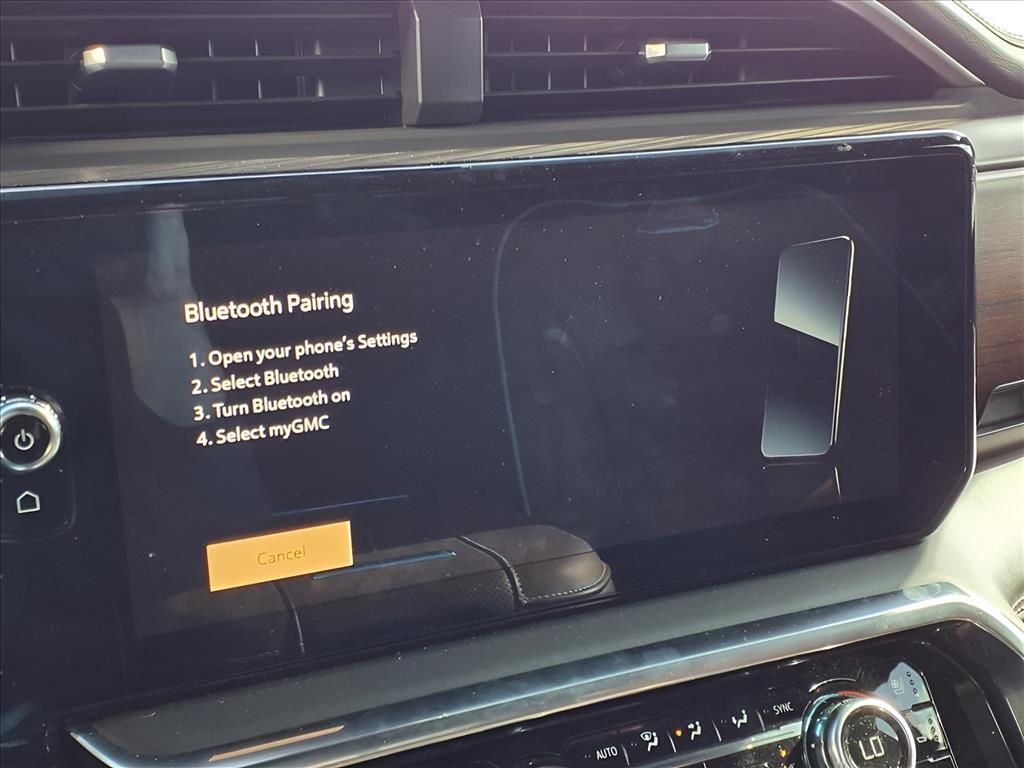 Bluetooth Pairing
1. Open your phone's Settings
2. Select Bluetooth
3. Turn Bluetooth on
4. Select myGMC
Cancel
SYNC
AUTO
LO